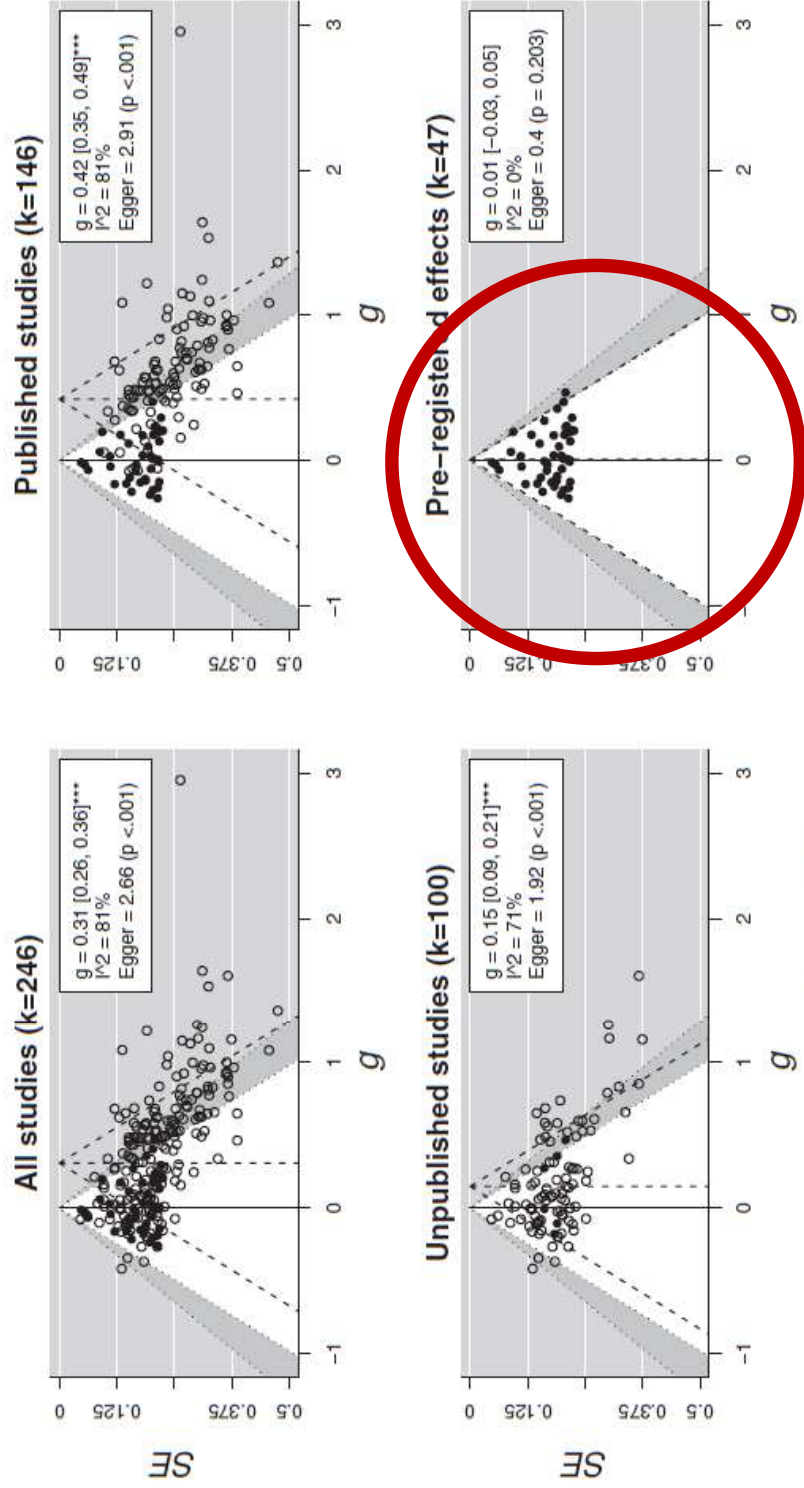 All studies (k=246)
g = 0.31 [0.26, 0.36]***
I^2 = 81%
Egger = 2.66 (p <.001)
SE
0
0.125
0.375
0.5
−1
0
1
2
3
Published studies (k=146)
g = 0.42 [0.35, 0.49]***
I^2 = 81%
Egger = 2.91 (p <.001)
0
0.125
0.375
0.5
−1
0
1
2
3
g
Unpublished studies (k=100)
g = 0.15 [0.09, 0.21]***
I^2 = 71%
Egger = 1.92 (p <.001)
SE
0
0.125
0.375
0.5
−1
0
1
2
3
g
Pre−registered effects (k=47)
g = 0.01 [−0.03, 0.05]
I^2 = 0%
Egger = 0.4 (p = 0.203)
0
0.125
0.375
0.5
0
1
2
3
g
g